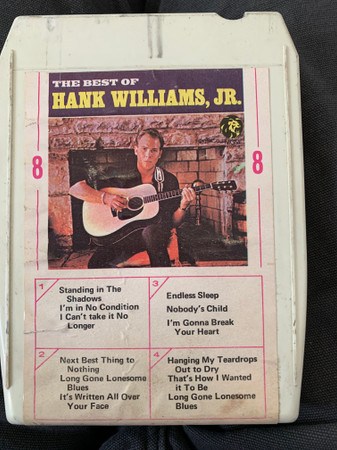 THE BEST OF
HANK WILLIAMS, JR.
8
8
1
Standing in The
Shadows
I'm in No Condition
I Can't take it No
Longer
2
Next Best Thing to
Nothing
Long Gone Lonesome
Blues
It's Written All Over
Your Face
3
Endless Sleep
Nobody's Child
I'm Gonna Break
Your Heart
4
Hanging My Teardrops
Out to Dry
That's How I Wanted
it To Be
Long Gone Lonesome
Blues